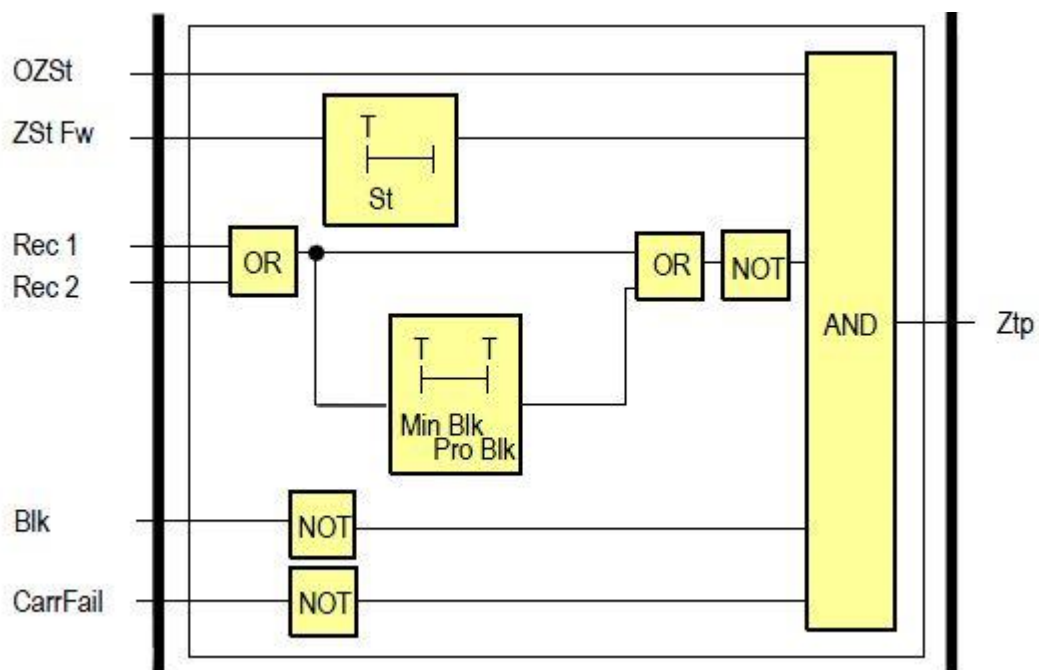 OZSt
ZSt Fw
T
St
Rec 1
Rec 2
OR
OR
NOT
AND
Ztp
T T
Min Blk
Pro Blk
Blk
NOT
CarrFail
NOT